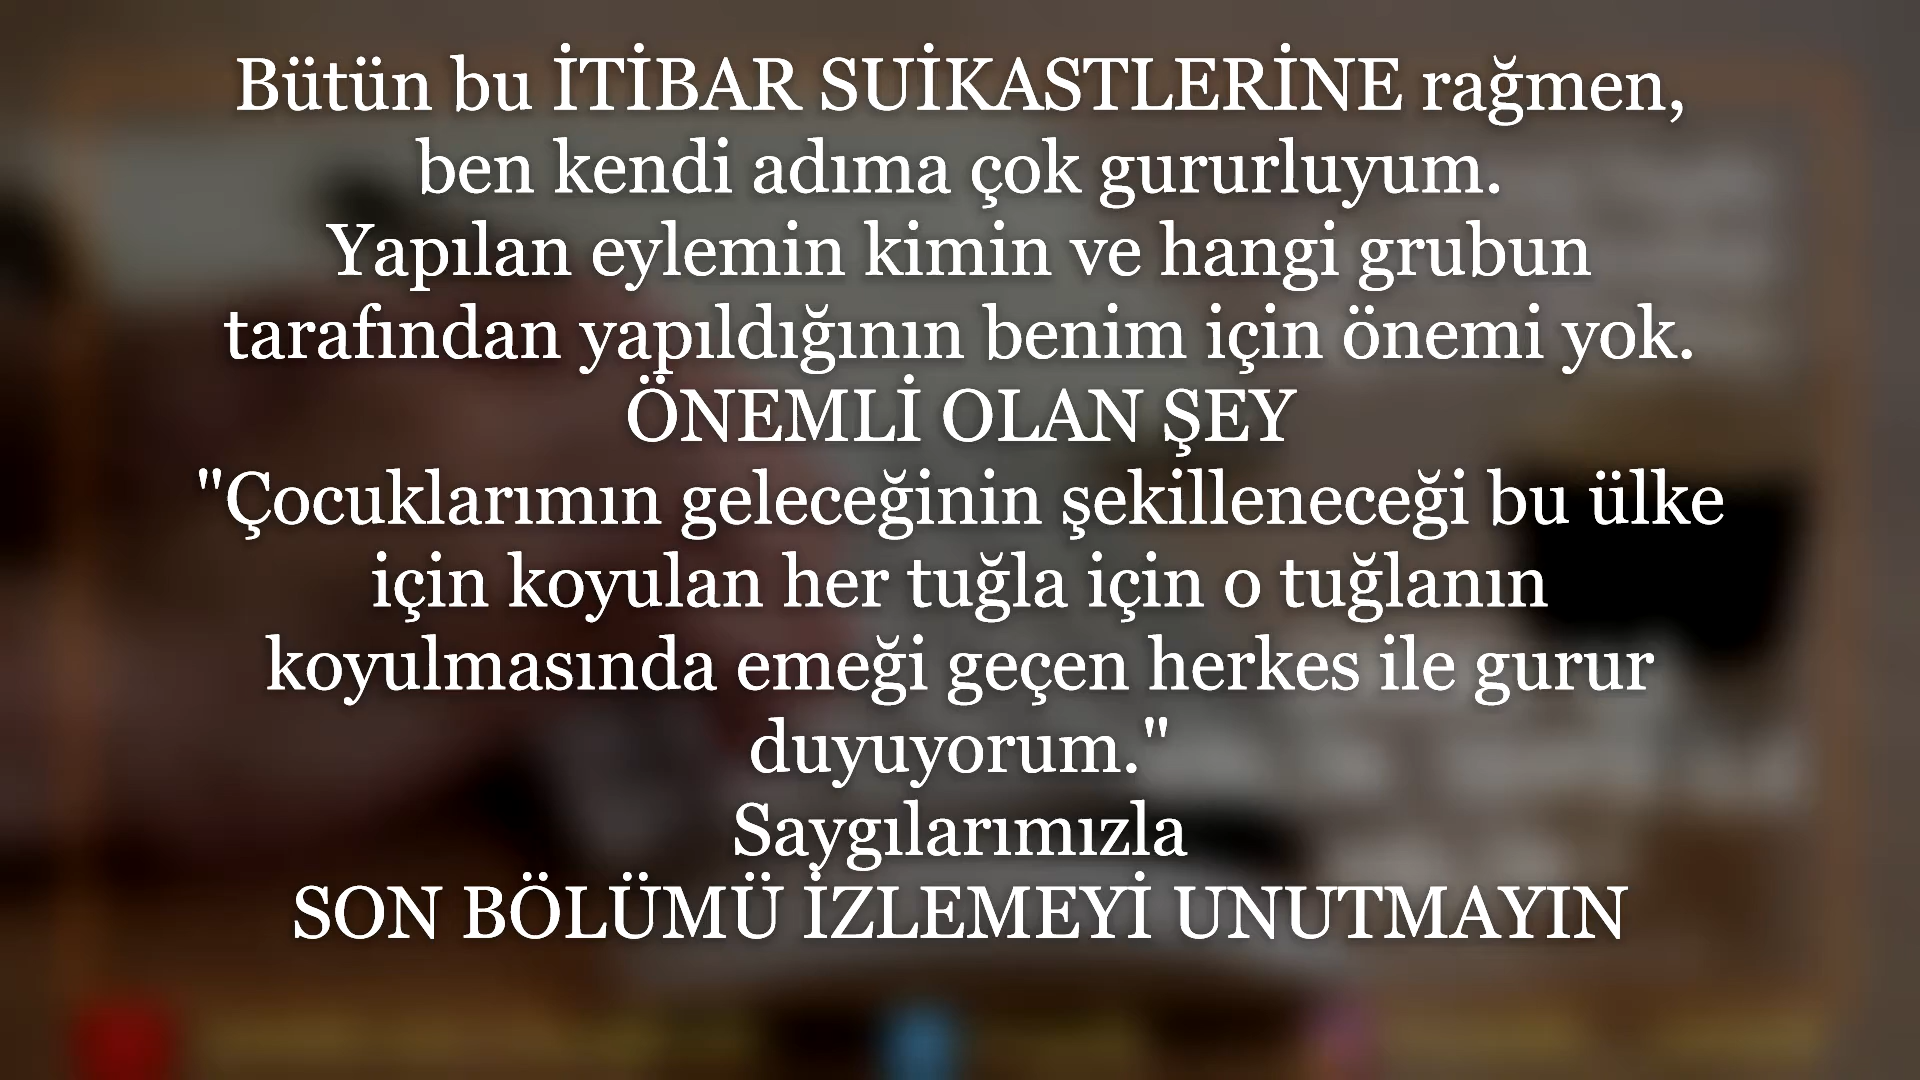 Bütün bu İTİBAR SUİKASTLERİNE rağmen,
ben kendi adıma çok gururluyum.
Yapılan eylemin kimin ve hangi grubun
tarafından yapıldığının benim için önemi yok.
ÖNEMLİ OLAN ŞEY
"Çocuklarımın geleceğinin şekilleneceği bu ülke
için koyulan her tuğla için o tuğlanın
koyulmasında emeği geçen herkes ile gurur
duyuyorum."
Saygılarımızla
SON BÖLÜMÜ İZLEMEYİ UNUTMAYIN